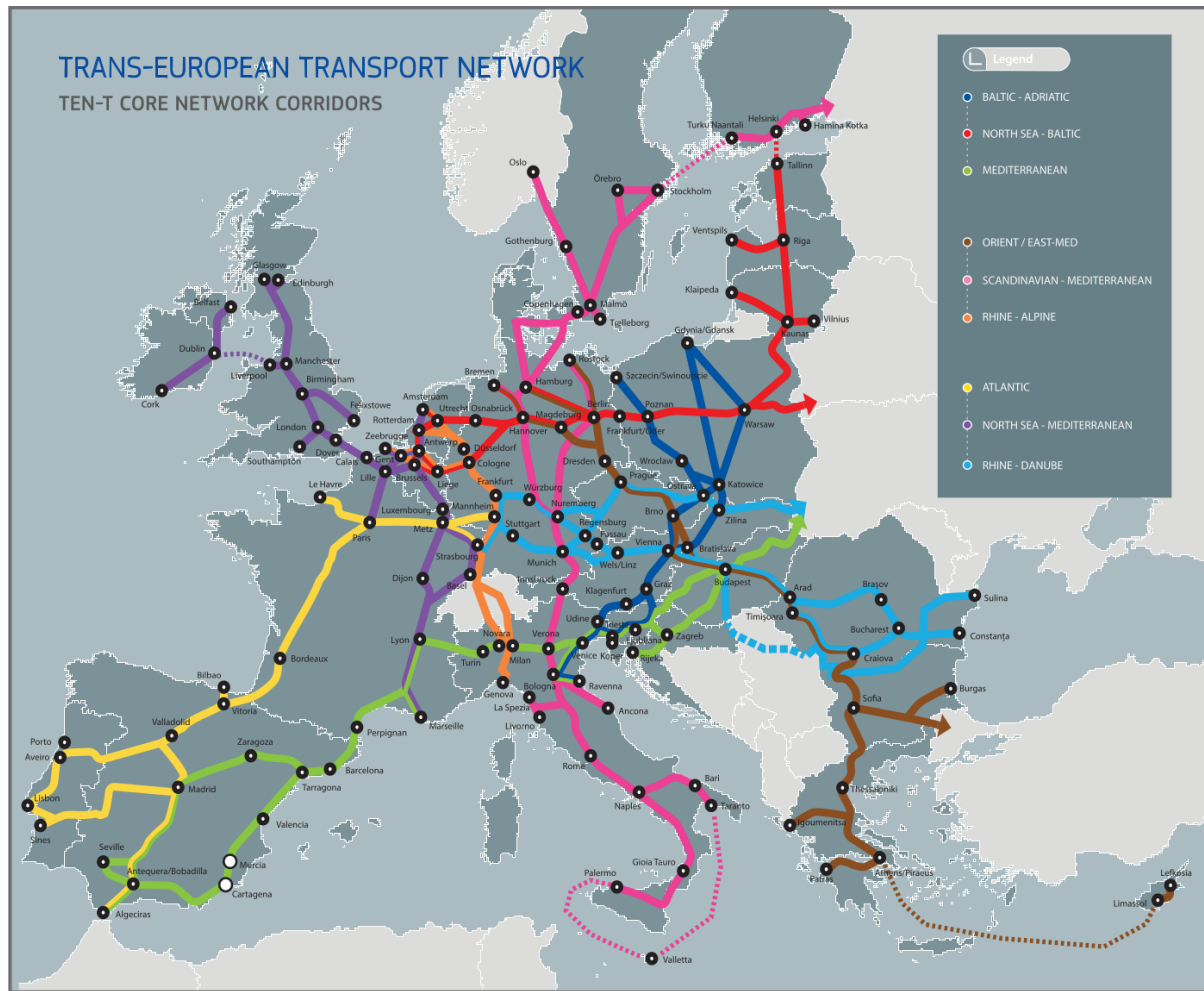 TRANS-EUROPEAN TRANSPORT NETWORK
TEN-T CORE NETWORK CORRIDORS
Legend
BALTIC - ADRIATIC
NORTH SEA - BALTIC
MEDITERRANEAN
ORIENT / EAST-MED
SCANDINAVIAN - MEDITERRANEAN
RHINE - ALPINE
ATLANTIC
NORTH SEA - MEDITERRANEAN
RHINE - DANUBE
Helsinki
Turku/Naantali
Hamina Kotka
Tallinn
Oslo
Örebro
Stockholm
Ventspils
Riga
Gothenburg
Klaipeda
Vilnius
Kaunas
Glasgow
Edinburgh
Belfast
Copenhagen
Malmö
Trelleborg
Gdynia/Gdansk
Dublin
Liverpool
Manchester
Cork
Birmingham
Felixstowe
Bremen
Rostock
Hamburg
Szczecin/Swinoujscie
Amsterdam
Utrecht
Osnabrück
Magdeburg
Berlin
Poznan
Warsaw
Rotterdam
Hannover
Frankfurt/Oder
London
Zeebrugge
Antwerp
Düsseldorf
Southampton
Dover
Calais
Gent
Cologne
Dresden
Wroclaw
Lille
Brussels
Liege
Frankfurt
Prague
Katowice
Ostrava
Le Havre
Würzburg
Luxembourg
Mannheim
Nuremberg
Brno
Zilina
Paris
Metz
Stuttgart
Regensburg
Passau
Strasbourg
Munich
Wels/Linz
Vienna
Bratislava
Dijon
Basel
Innsbruck
Klagenfurt
Graz
Budapest
Arad
Braşov
Sulina
Timişoara
Bucharest
Constanţa
Udine
Trieste
Ljubljana
Zagreb
Lyon
Novara
Verona
Turin
Milan
Venice
Koper
Rijeka
Craiova
Bordeaux
Genova
Bologna
Ravenna
Bilbao
Vitoria
La Spezia
Livorno
Ancona
Sofia
Burgas
Marseille
Valladolid
Perpignan
Porto
Aveiro
Zaragoza
Barcelona
Rome
Madrid
Tarragona
Bari
Thessaloniki
Lisbon
Naples
Taranto
Sines
Valencia
Igoumenitsa
Seville
Murcia
Gioia Tauro
Antequera/Bobadilla
Cartagena
Palermo
Patras
Athens/Piraeus
Lefkosia
Limassol
Algeciras
Valletta